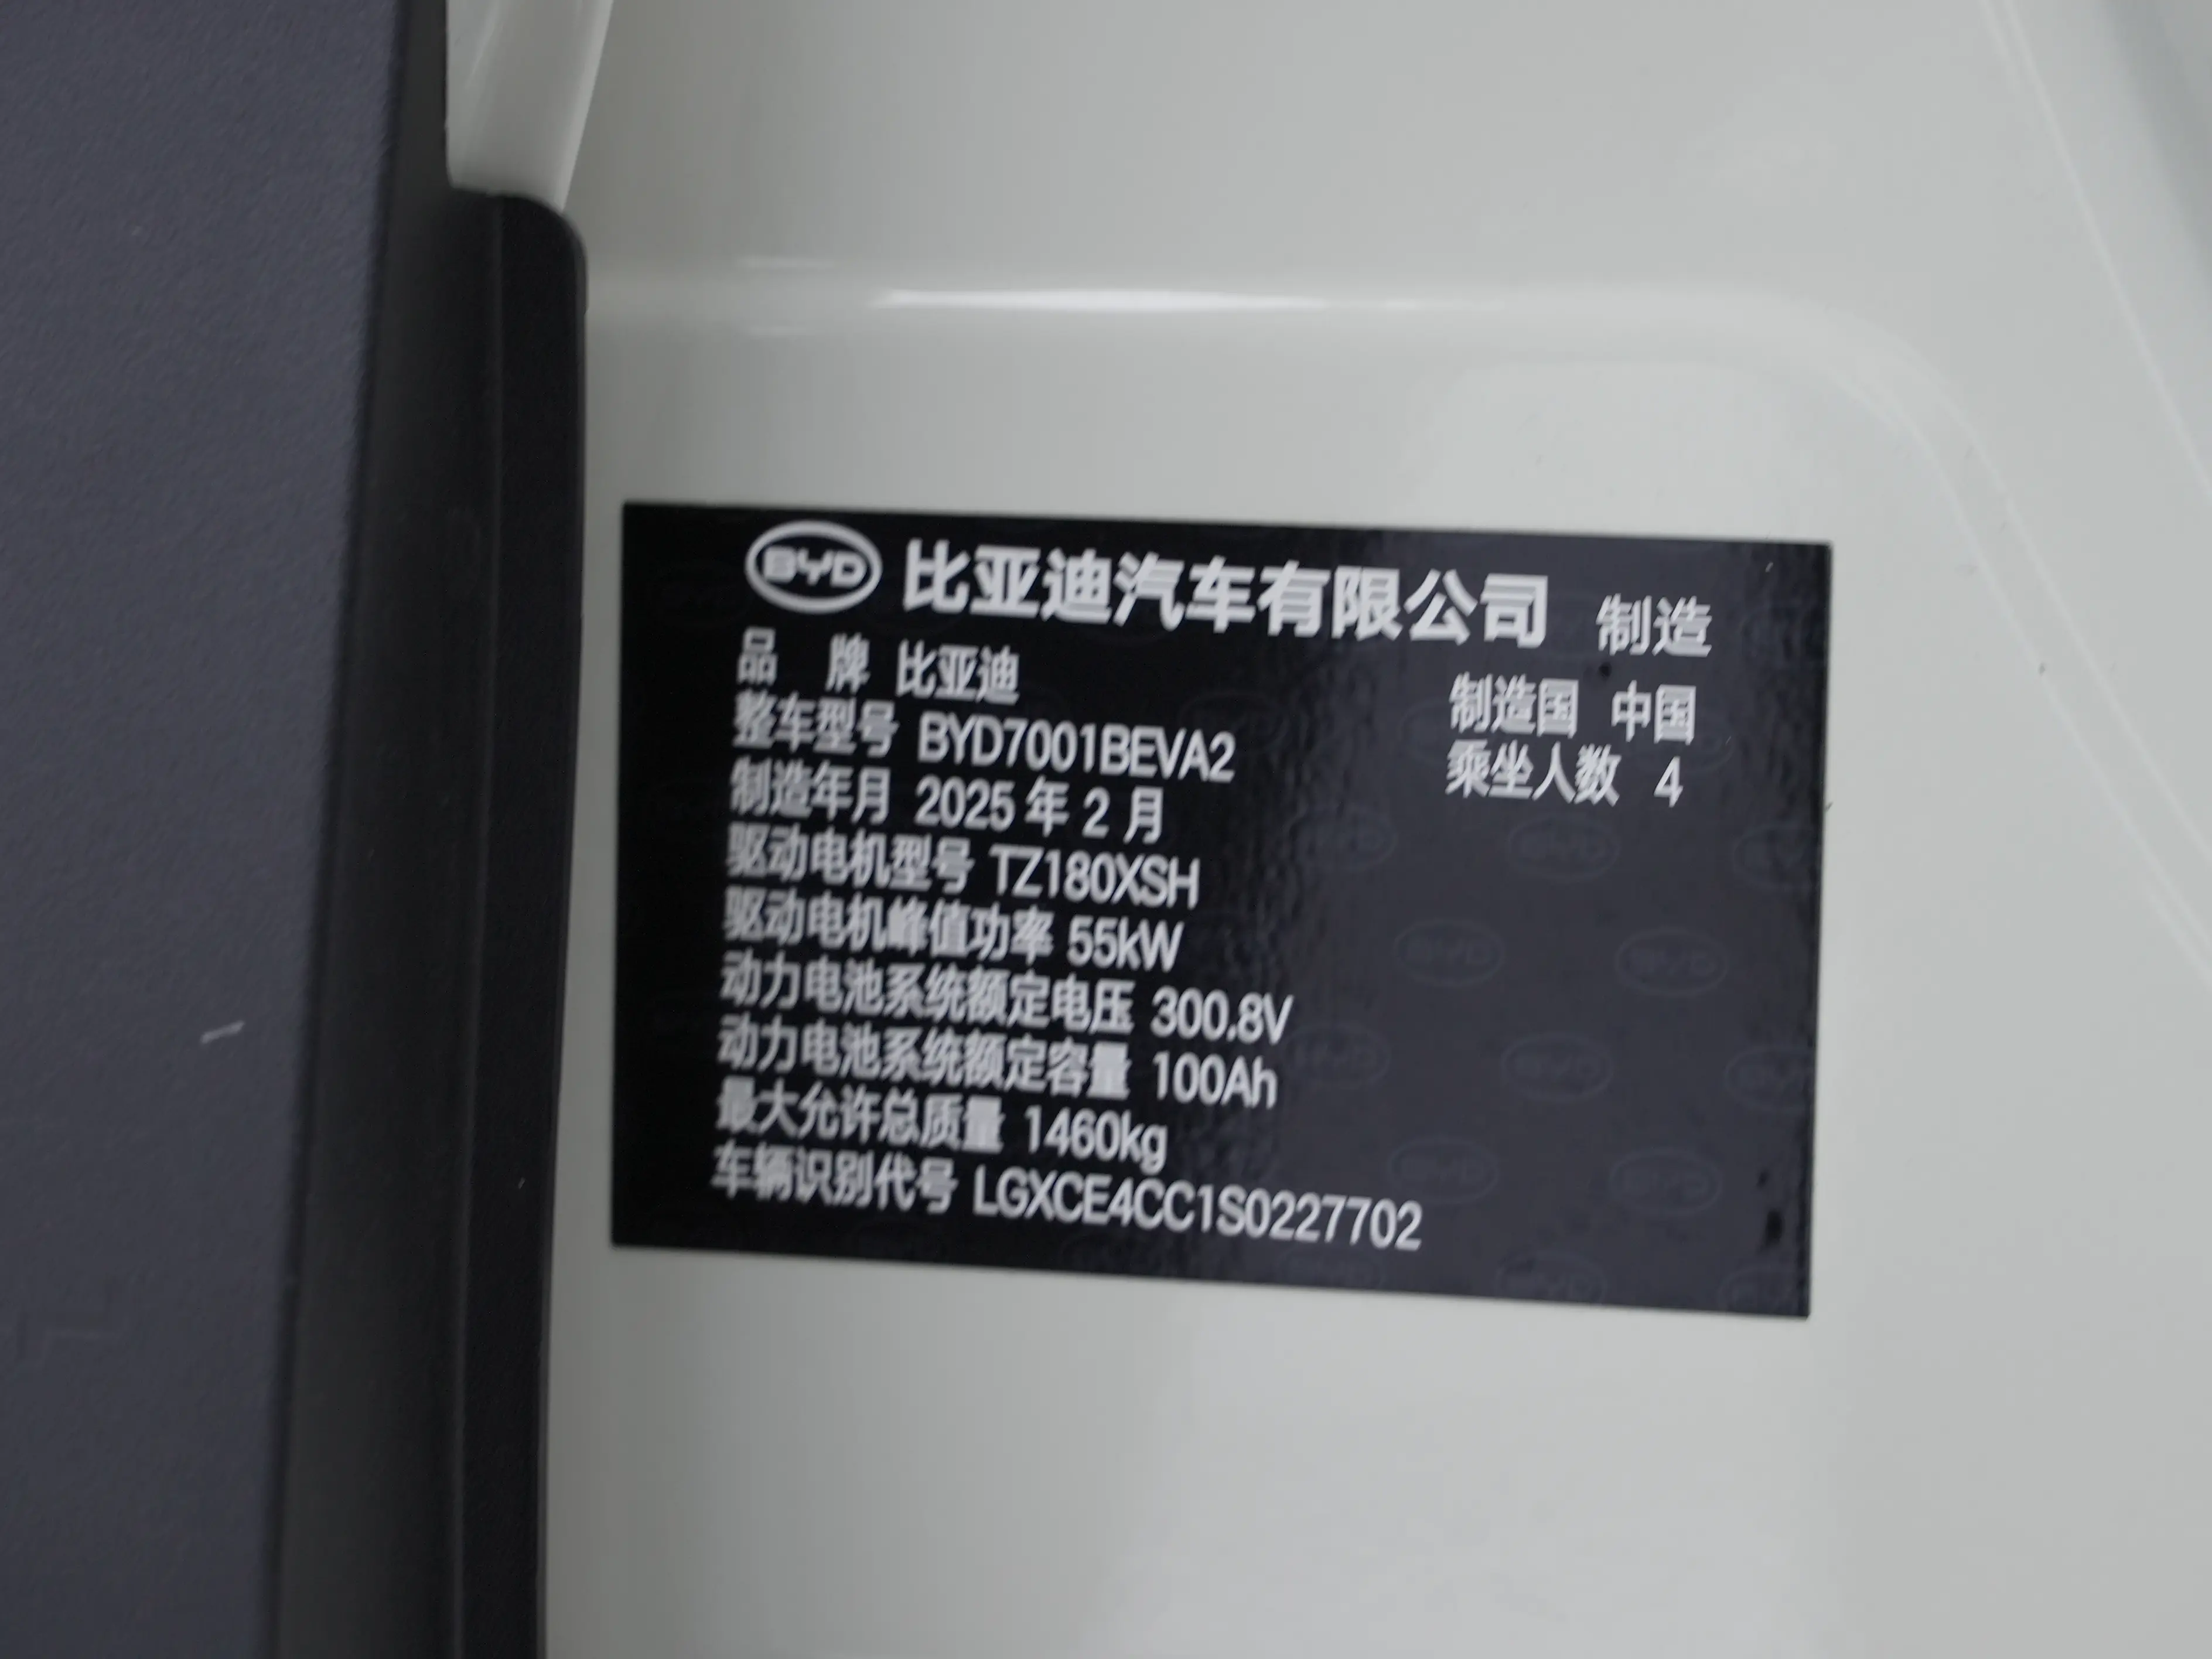 BYD 比亚迪汽车有限公司 制造
品 牌 比亚迪 制造国 中国
整车型号 BYD7001BEVA2 乘坐人数 4
制造年月 2025 年 2 月
驱动电机型号 TZ180XSH
驱动电机峰值功率 55kW
动力电池系统额定电压 300.8V
动力电池系统额定容量 100Ah
最大允许总质量 1460kg
车辆识别代号 LGXCE4CC1S0227702